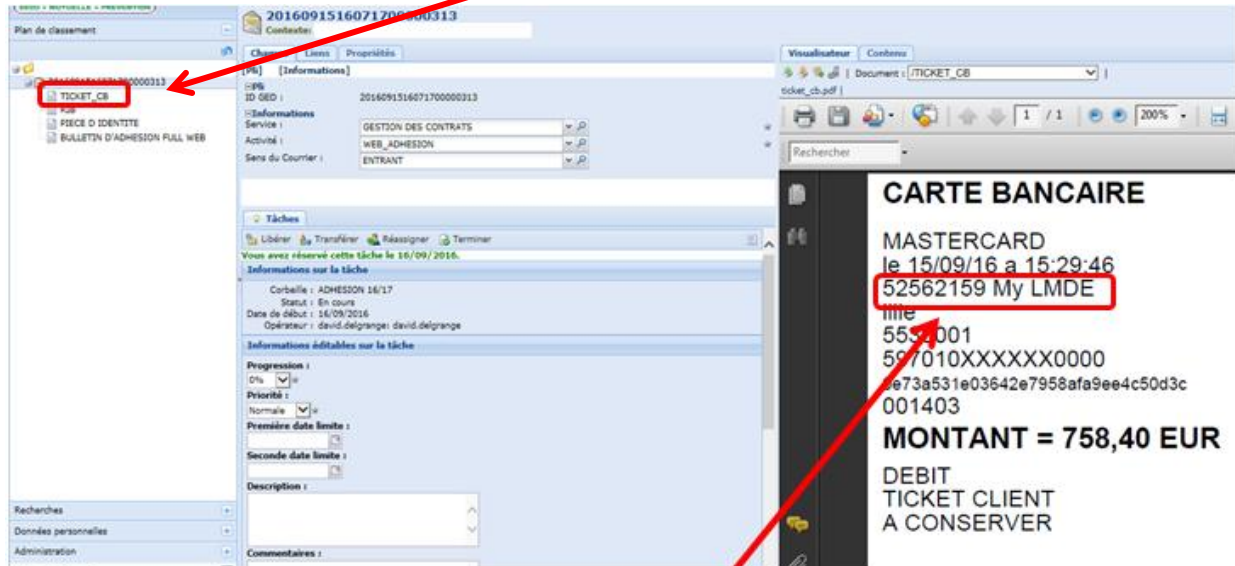 Plan de classement
TICKET_CB
PIECE D IDENTITE
BULLETIN D'ADHESION FULL WEB
Recherches
Données personnelles
Administration
Contexte:
Liens
Propriétés
[Informations]
ID GEO : 2016091516071700000313
Informations
Service : GESTION DES CONTRATS
Activité : WEB_ADHESION
Sens du Courrier : ENTRANT
Tâches
Libérer Transférer Réassigner Terminer
Vous avez réservé cette tâche le 16/09/2016.
Informations sur la tâche
Corbeille : ADHESION 16/17
Statut : En cours
Date de début : 16/09/2016
Opérateur : david.delgrange: david.delgrange
Informations éditables sur la tâche
Progression :
0%
Priorité :
Normale
Première date limite :
Seconde date limite :
Description :
Commentaires :
Visualisateur
Contenu
Document : /TICKET_CB
ticket_cb.pdf |
1 / 1
200%
Rechercher
CARTE BANCAIRE
MASTERCARD
le 15/09/16 a 15:29:46
52562159 My LMDE
lille
597010XXXXXX0000
001403
MONTANT = 758,40 EUR
DEBIT
TICKET CLIENT
A CONSERVER